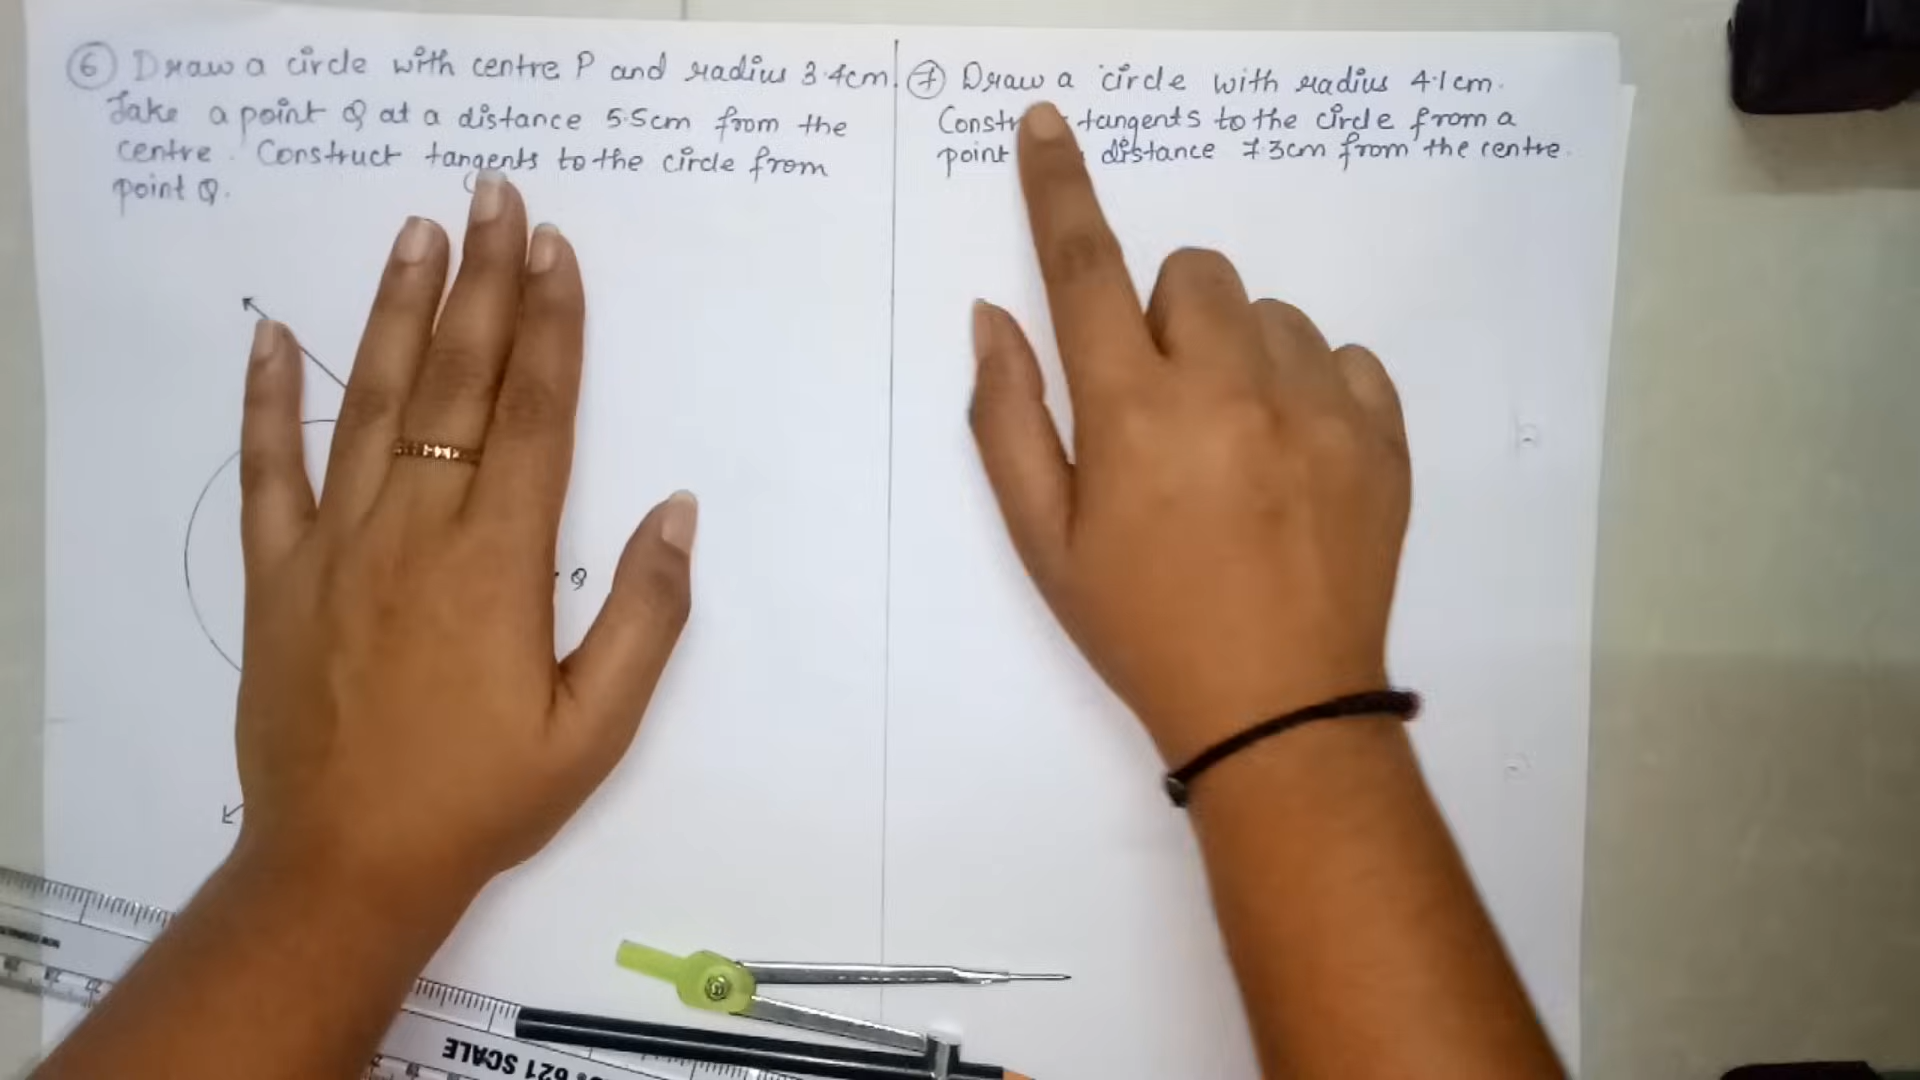 6 Draw a circle with centre P and radius 3.4cm.
Take a point Q at a distance 5.5cm from the
centre. Construct tangents to the circle from
point Q.
7 Draw a circle with radius 4.1cm.
tangents to the circle from a
point distance 7.3cm from the centre.
Q
621 SCALE